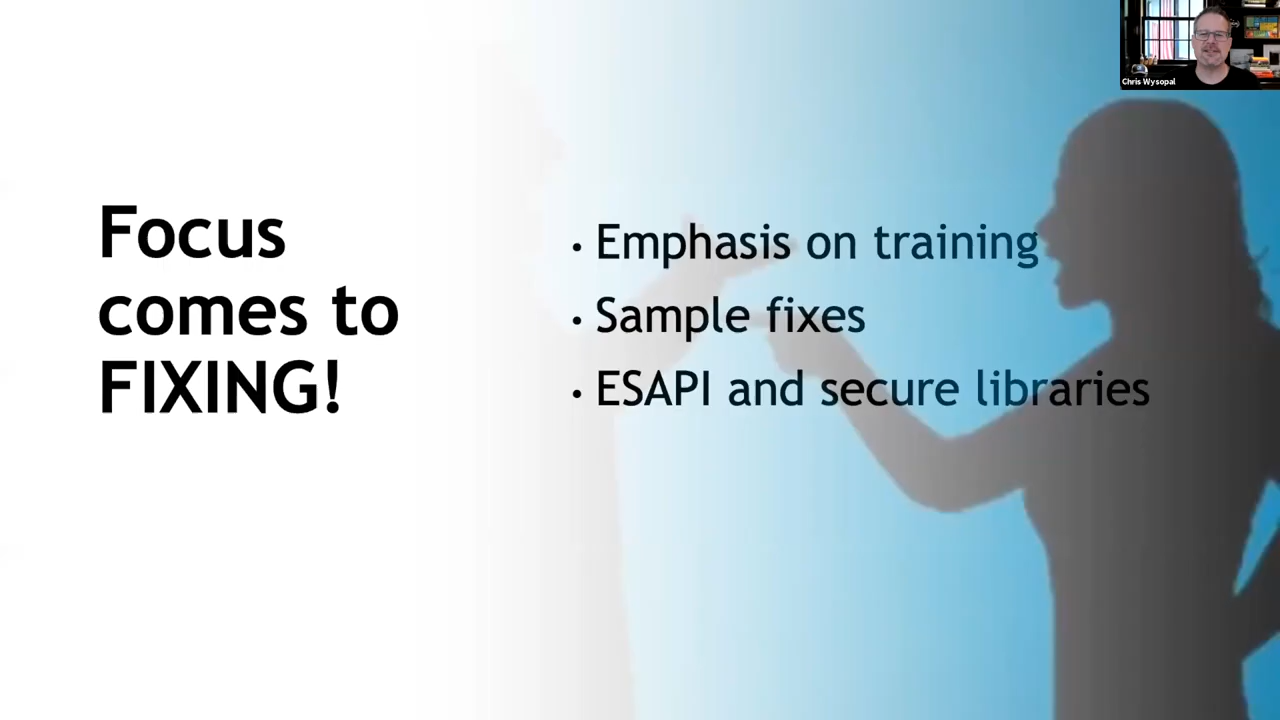 Chris Wysopal
Focus
comes to
FIXING!
• Emphasis on training
• Sample fixes
• ESAPI and secure libraries